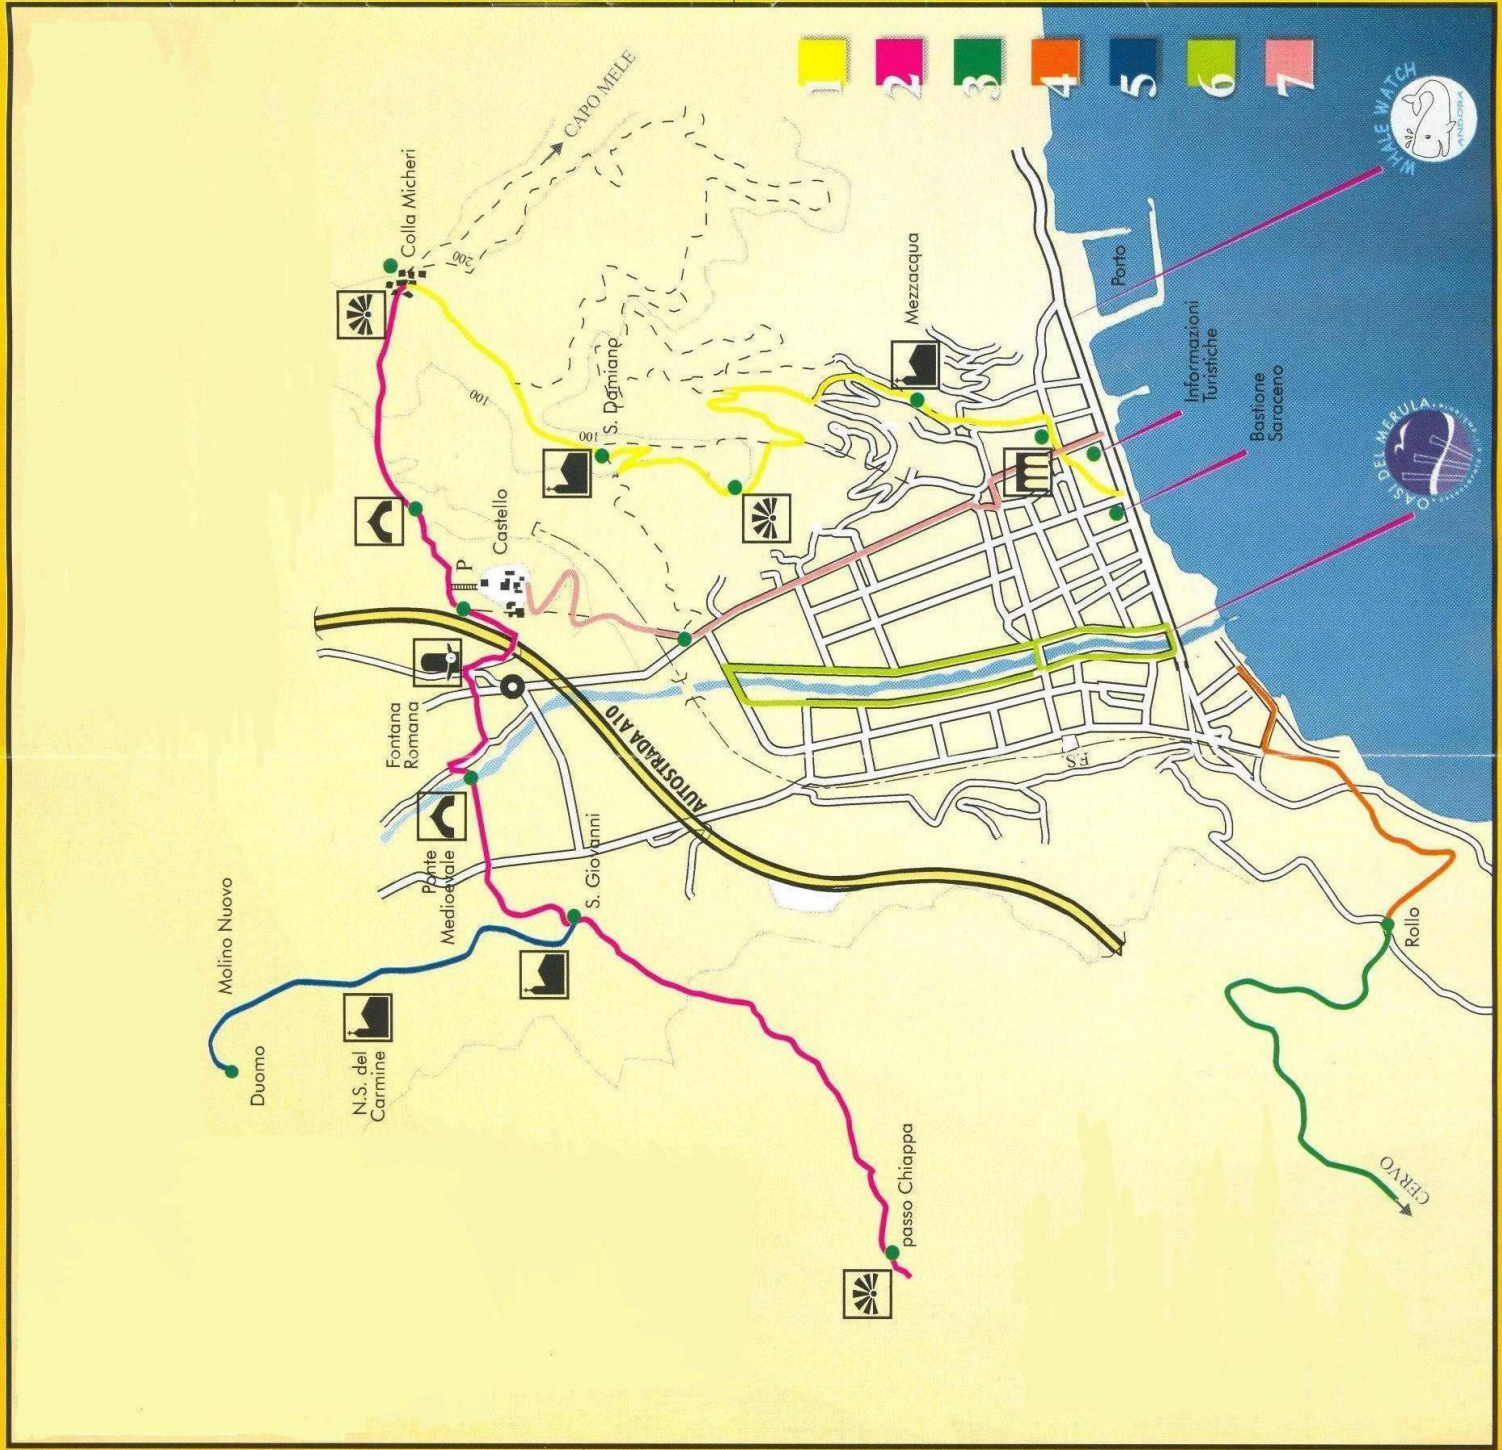 Molino Nuovo
Duomo
N.S. del
Carmine
Ponte
Medioevale
S. Giovanni
Fontana
Romana
P
Castello
Colla Micheri
200
100
100
CAPO MELE
S. Damiano
Mezzacqua
AUTOSTRADA A10
F.S.
passo Chiappa
Rollo
CERVO
Porto
Informazioni
Turistiche
Bastione
Saraceno
1
2
3
4
5
6
7
WHALE WATCH
ANDORA
OASI DEL MERULA